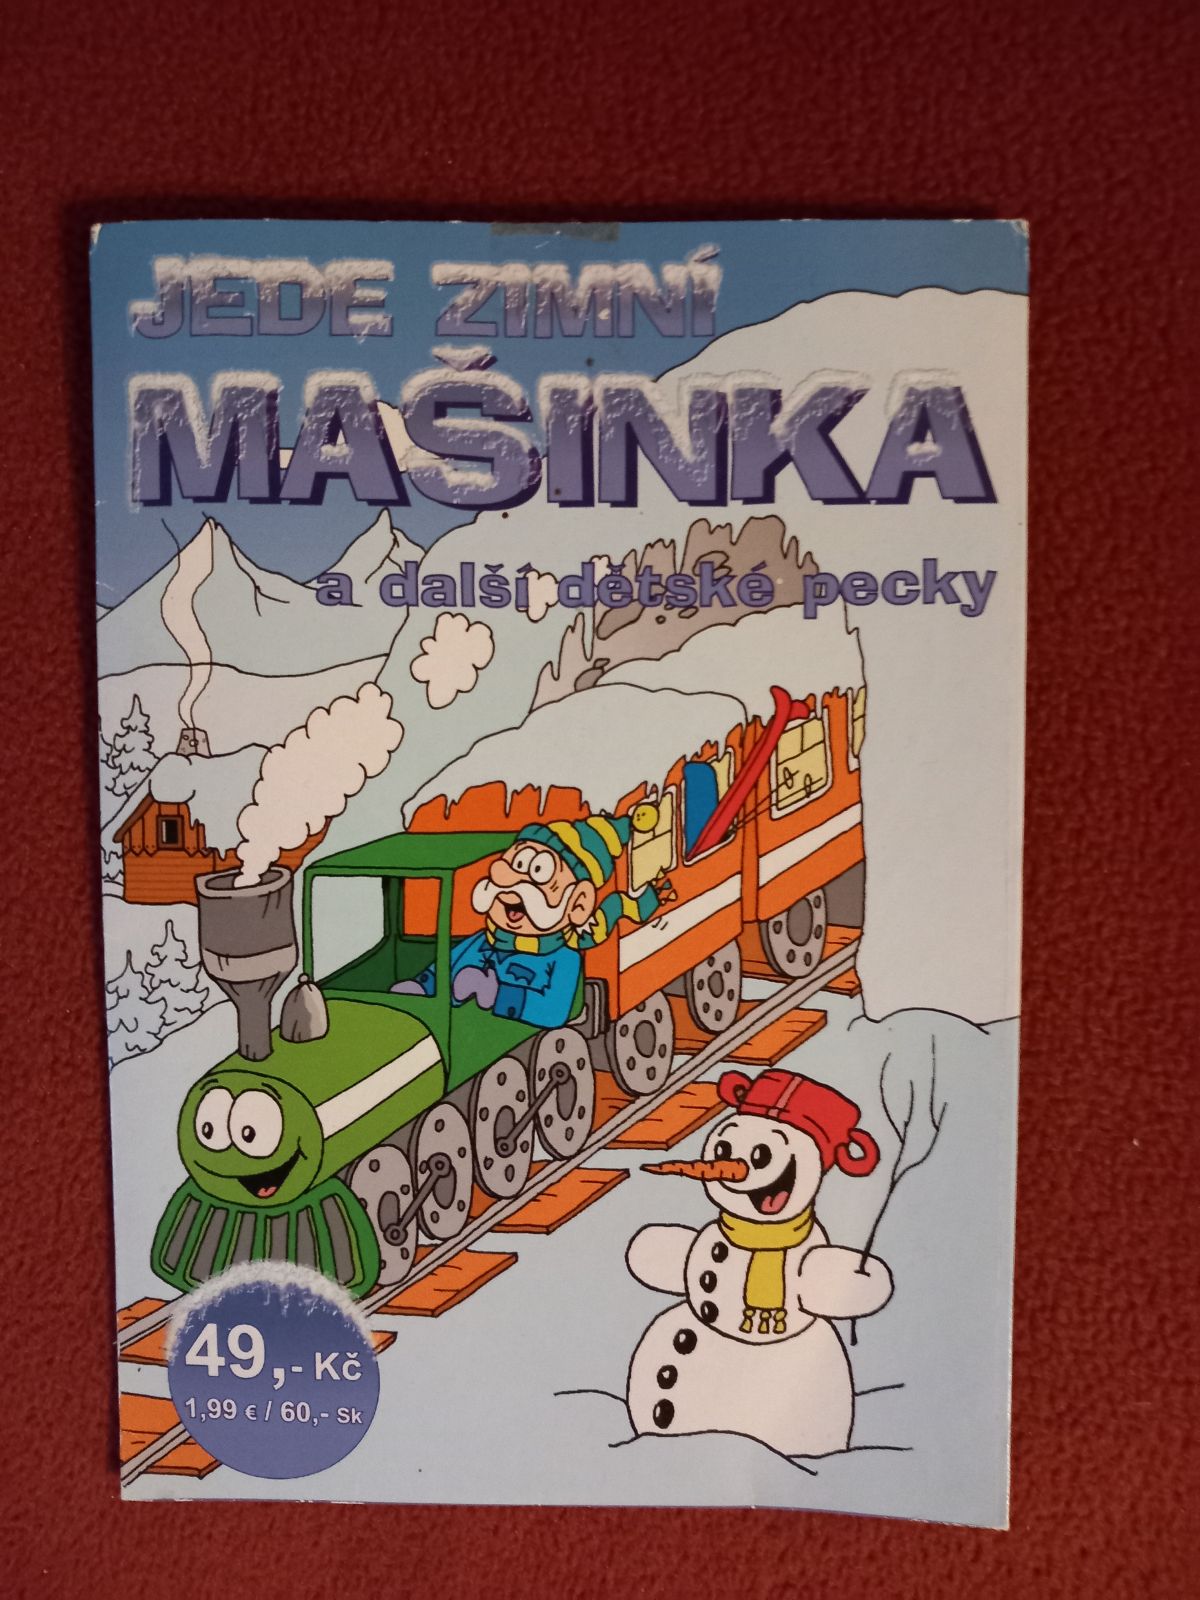 JEDE ZIMNÍ
MAŠINKA
a další dětské pecky
49,- Kč
1,99 € / 60,- Sk